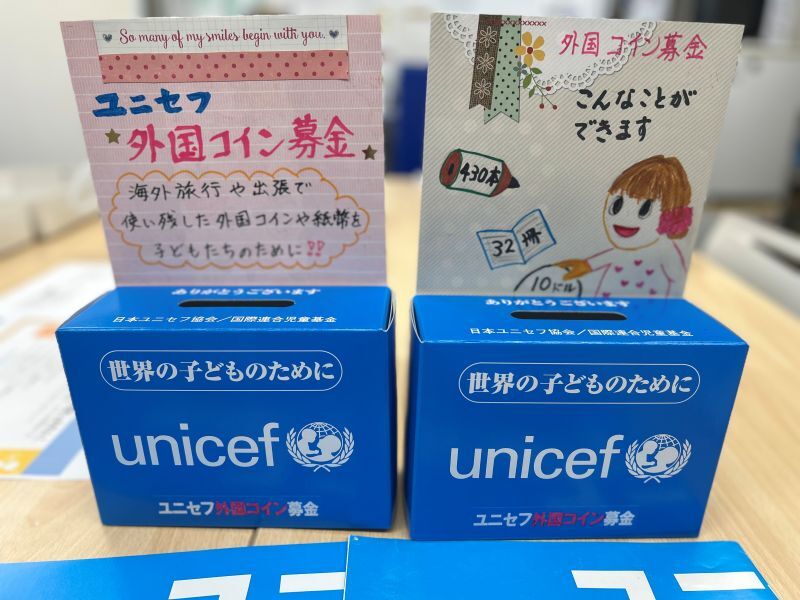 So many of my smiles begin with you.
ユニセフ
外国コイン募金
海外旅行や出張で
使い残した外国コインや紙幣を
子どもたちのために!!
ありがとうございます
日本ユニセフ協会/国際連合児童基金
世界の子どものために
unicef
ユニセフ外国コイン募金
外国コイン募金
こんなことが
できます
430本
32冊
10ドル
ありがとうございます
日本ユニセフ協会/国際連合児童基金
世界の子どものために
unicef
ユニセフ外国コイン募金